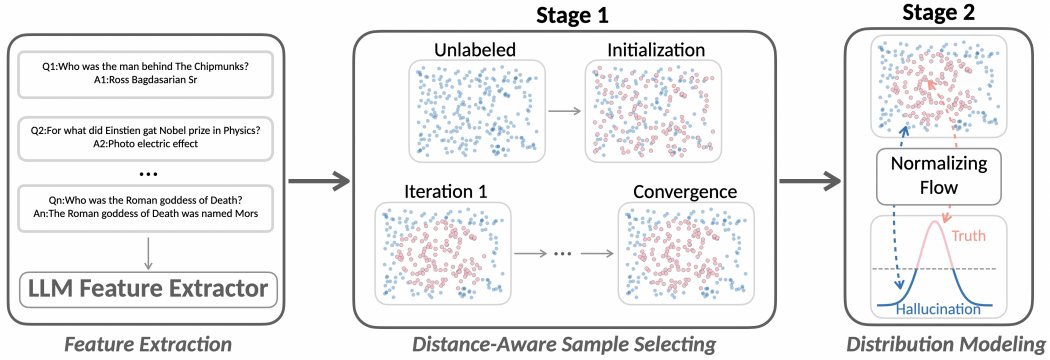 Q1:Who was the man behind The Chipmunks?
A1:Ross Bagdasarian Sr
Q2:For what did Einstien gat Nobel prize in Physics?
A2:Photo electric effect
...
Qn:Who was the Roman goddess of Death?
An:The Roman goddess of Death was named Mors
LLM Feature Extractor
Feature Extraction
Stage 1
Unlabeled
Initialization
Iteration 1
...
Convergence
Distance-Aware Sample Selecting
Stage 2
Normalizing
Flow
Truth
Hallucination
Distribution Modeling